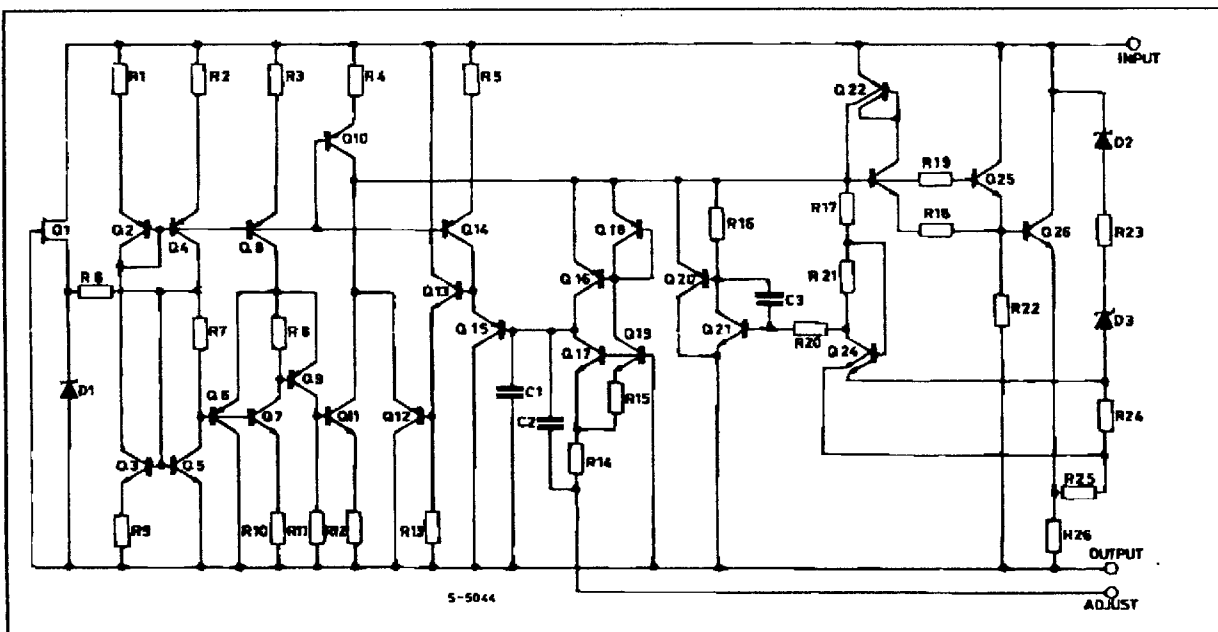 INPUT
R1
R2
R3
R4
R5
Q22
D2
Q10
R19
Q25
R17
R18
Q1
Q2
Q4
Q8
Q14
Q18
R16
Q26
R23
R6
Q13
Q16
Q20
R21
R7
R8
Q15
C3
R22
D3
Q17
Q19
Q21
R20
Q24
D1
Q6
Q7
Q9
Q11
Q12
C1
C2
R15
R24
Q3
Q5
R14
R25
R9
R10
R11
R12
R13
R26
OUTPUT
S-5044
ADJUST